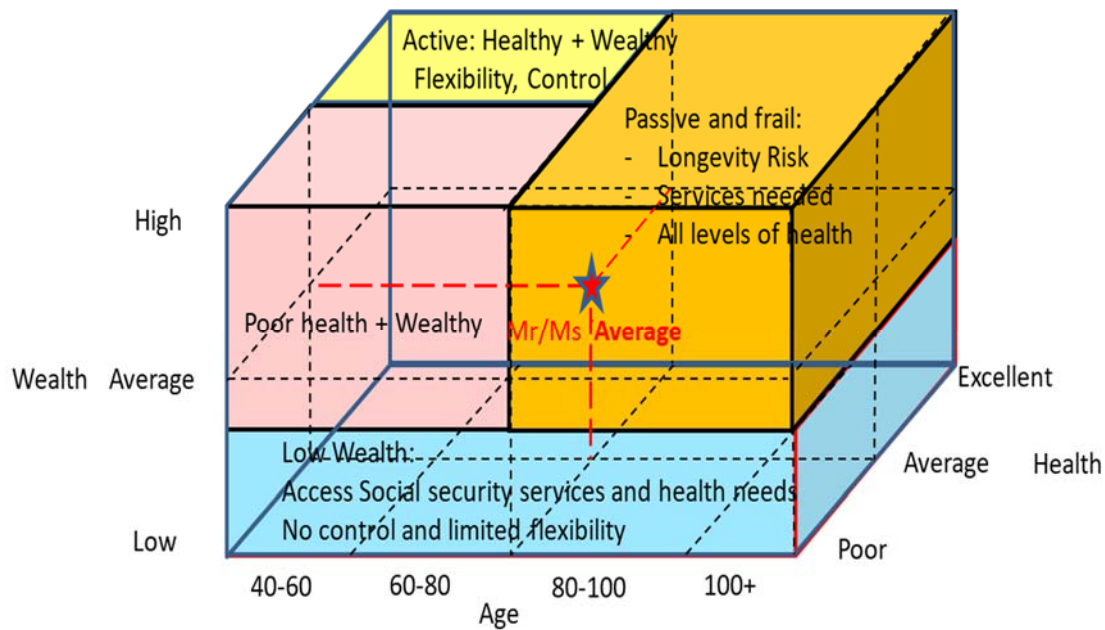 Active: Healthy + Wealthy
Flexibility, Control
Passive and frail:
- Longevity Risk
- Services needed
- All levels of health
High
Poor health + Wealthy
Mr/Ms Average
Wealth Average
Excellent
Low Wealth:
Access Social security services and health needs
No control and limited flexibility
Average Health
Low
Poor
40-60 60-80 80-100 100+
Age